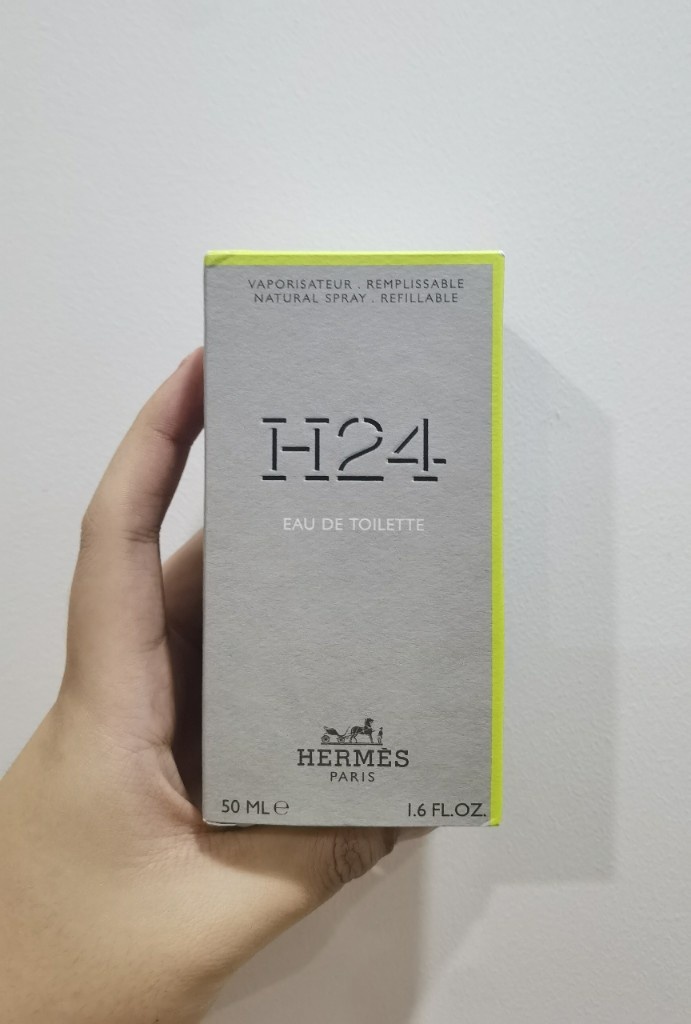 VAPORISATEUR . REMPLISSABLE
NATURAL SPRAY . REFILLABLE
H24
EAU DE TOILETTE
HERMÈS
PARIS
50 ML ℮
1.6 FL.OZ.